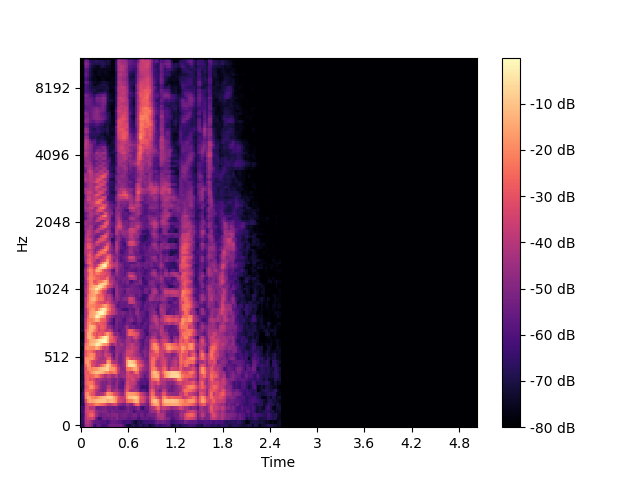 8192
4096
2048
1024
512
0
Hz
0 0.6 1.2 1.8 2.4 3 3.6 4.2 4.8
Time
-10 dB
-20 dB
-30 dB
-40 dB
-50 dB
-60 dB
-70 dB
-80 dB